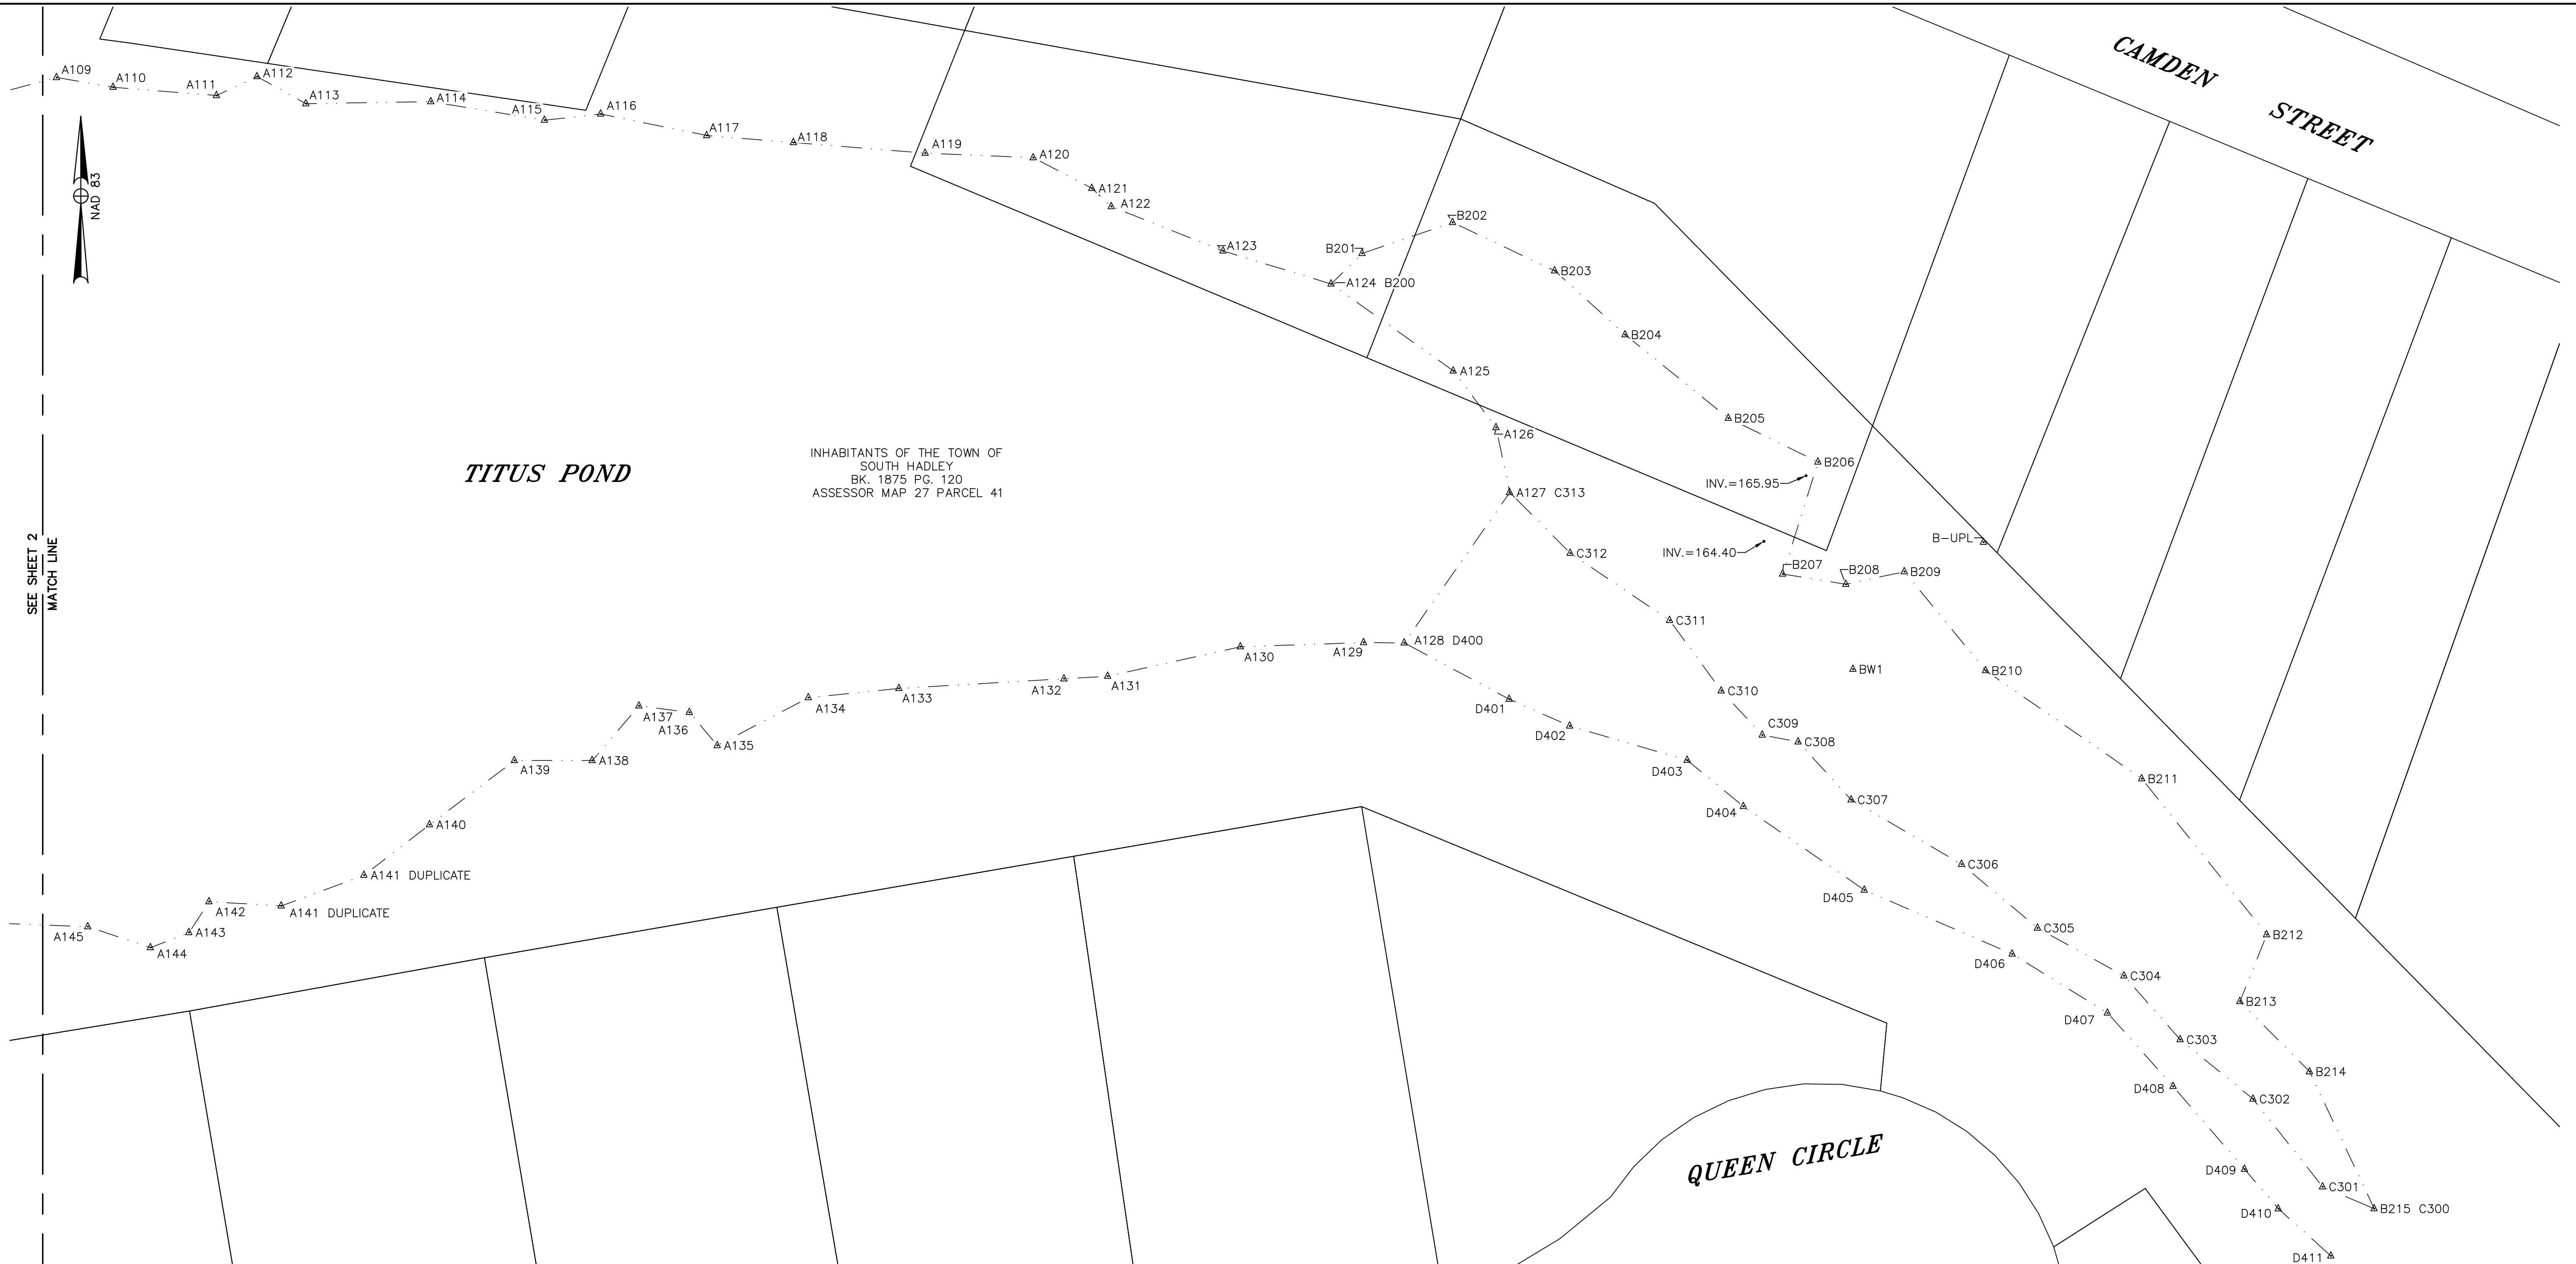 CAMDEN STREET
A109
A110
A111
A112
A113
A114
A115
A116
A117
A118
A119
A120
A121
A122
A123
B201
B202
A124 B200
B203
B204
A125
B205
A126
B206
INV.=165.95
A127 C313
NAD 83
TITUS POND
INHABITANTS OF THE TOWN OF
SOUTH HADLEY
BK. 1875 PG. 120
ASSESSOR MAP 27 PARCEL 41
SEE SHEET 2
MATCH LINE
C312
INV.=164.40
B-UPL
B207
B208
B209
C311
A128 D400
A129
A130
A131
A132
A133
A134
A135
A136
A137
A138
A139
A140
A141 DUPLICATE
A141 DUPLICATE
A142
A143
A144
A145
BW1
B210
C310
D401
D402
C309
C308
D403
D404
C307
B211
C306
D405
C305
B212
D406
C304
B213
D407
C303
B214
D408
C302
QUEEN CIRCLE
D409
C301
D410
B215 C300
D411